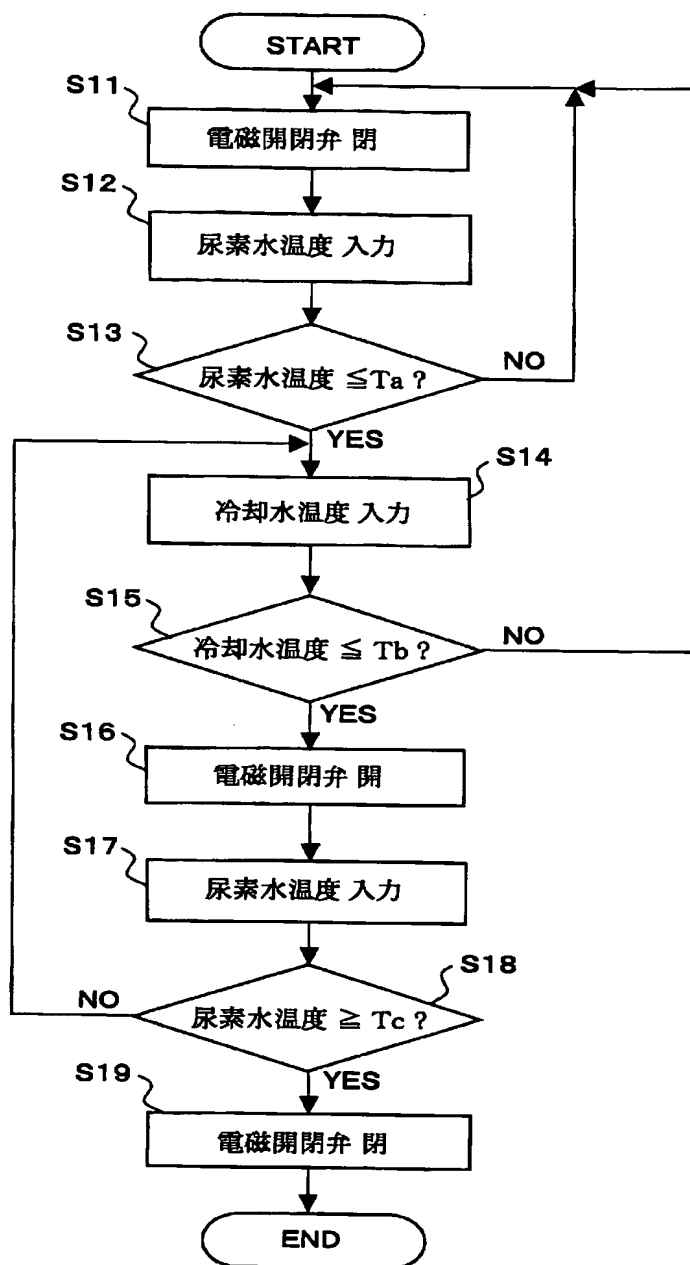 START
S11
電磁開閉弁 閉
S12
尿素水温度 入力
S13
尿素水温度 ≦Ta ?
NO
YES
S14
冷却水温度 入力
S15
冷却水温度 ≦ Tb ?
NO
YES
S16
電磁開閉弁 開
S17
尿素水温度 入力
S18
尿素水温度 ≧ Tc ?
NO
YES
S19
電磁開閉弁 閉
END